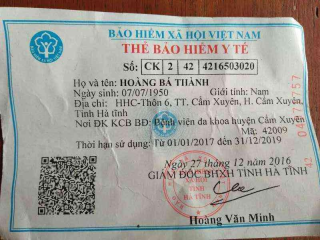 BẢO HIỂM XÃ HỘI VIỆT NAM
THẺ BẢO HIỂM Y TẾ
Số: CK 2 42 4216503020
Họ và tên: HOÀNG BÁ THÀNH
Ngày sinh: 07/07/1950 Giới tính: Nam
Địa chỉ: HHC-Thôn 6, TT. Cẩm Xuyên, H. Cẩm Xuyên,
Tỉnh Hà tĩnh
Nơi ĐK KCB BĐ: Bệnh viện đa khoa huyện Cẩm Xuyên
Mã: 42009
Thời hạn sử dụng: Từ 01/01/2017 đến 31/12/2019
Ngày 27 tháng 12 năm 2016
GIÁM ĐỐC BHXH TỈNH HÀ TĨNH
TỈNH
HÀ TĨNH
Hoàng Văn Minh